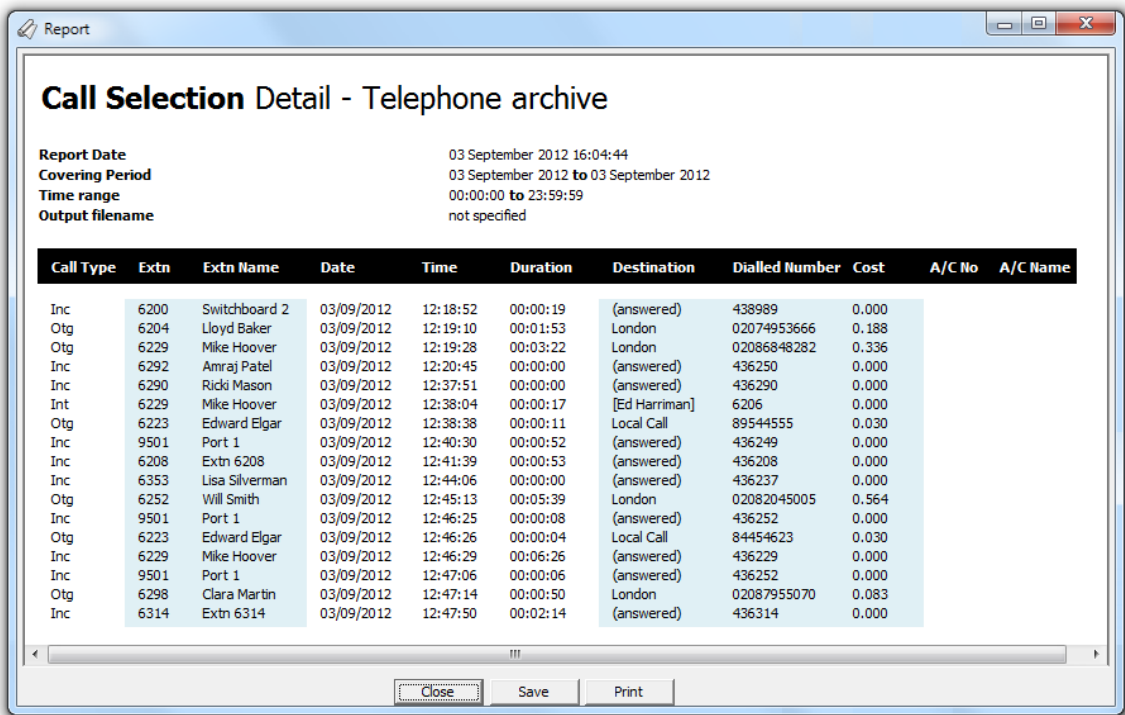 Report
Call Selection Detail - Telephone archive
Report Date 03 September 2012 16:04:44
Covering Period 03 September 2012 to 03 September 2012
Time range 00:00:00 to 23:59:59
Output filename not specified
Call Type Extn Extn Name Date Time Duration Destination Dialled Number Cost A/C No A/C Name
Inc 6200 Switchboard 2 03/09/2012 12:18:52 00:00:19 (answered) 438989 0.000
Otg 6204 Lloyd Baker 03/09/2012 12:19:10 00:01:53 London 02074953666 0.188
Otg 6229 Mike Hoover 03/09/2012 12:19:28 00:03:22 London 02086848282 0.336
Inc 6292 Amraj Patel 03/09/2012 12:20:45 00:00:00 (answered) 436250 0.000
Inc 6290 Ricki Mason 03/09/2012 12:37:51 00:00:00 (answered) 436290 0.000
Int 6229 Mike Hoover 03/09/2012 12:38:04 00:00:17 [Ed Harriman] 6206 0.000
Otg 6223 Edward Elgar 03/09/2012 12:38:38 00:00:11 Local Call 89544555 0.030
Inc 9501 Port 1 03/09/2012 12:40:30 00:00:52 (answered) 436249 0.000
Inc 6208 Extn 6208 03/09/2012 12:41:39 00:00:53 (answered) 436208 0.000
Inc 6353 Lisa Silverman 03/09/2012 12:44:06 00:00:00 (answered) 436237 0.000
Otg 6252 Will Smith 03/09/2012 12:45:13 00:05:39 London 02082045005 0.564
Inc 9501 Port 1 03/09/2012 12:46:25 00:00:08 (answered) 436252 0.000
Otg 6223 Edward Elgar 03/09/2012 12:46:26 00:00:04 Local Call 84454623 0.030
Inc 6229 Mike Hoover 03/09/2012 12:46:29 00:06:26 (answered) 436229 0.000
Inc 9501 Port 1 03/09/2012 12:47:06 00:00:06 (answered) 436252 0.000
Otg 6298 Clara Martin 03/09/2012 12:47:14 00:00:50 London 02087955070 0.083
Inc 6314 Extn 6314 03/09/2012 12:47:50 00:02:14 (answered) 436314 0.000
Close Save Print